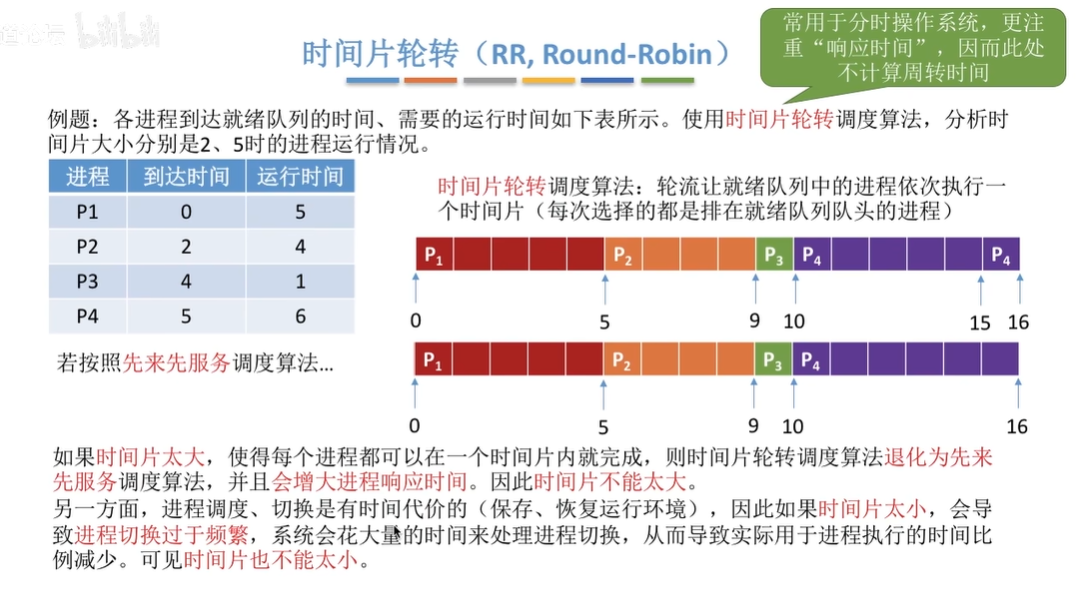 bilibili
时间片轮转（RR, Round-Robin）
常用于分时操作系统，更注
重“响应时间”，因而此处
不计算周转时间
例题：各进程到达就绪队列的时间、需要的运行时间如下表所示。使用时间片轮转调度算法，分析时
间片大小分别是2、5时的进程运行情况。
进程 到达时间 运行时间
P1 0 5
P2 2 4
P3 4 1
P4 5 6
时间片轮转调度算法：轮流让就绪队列中的进程依次执行一
个时间片（每次选择的都是排在就绪队列队头的进程）
P1 P2 P3 P4 P4
0 5 9 10 15 16
若按照先来先服务调度算法...
P1 P2 P3 P4
0 5 9 10 16
如果时间片太大，使得每个进程都可以在一个时间片内就完成，则时间片轮转调度算法退化为先来
先服务调度算法，并且会增大进程响应时间。因此时间片不能太大。
另一方面，进程调度、切换是有时间代价的（保存、恢复运行环境），因此如果时间片太小，会导
致进程切换过于频繁，系统会花大量的时间来处理进程切换，从而导致实际用于进程执行的时间比
例减少。可见时间片也不能太小。